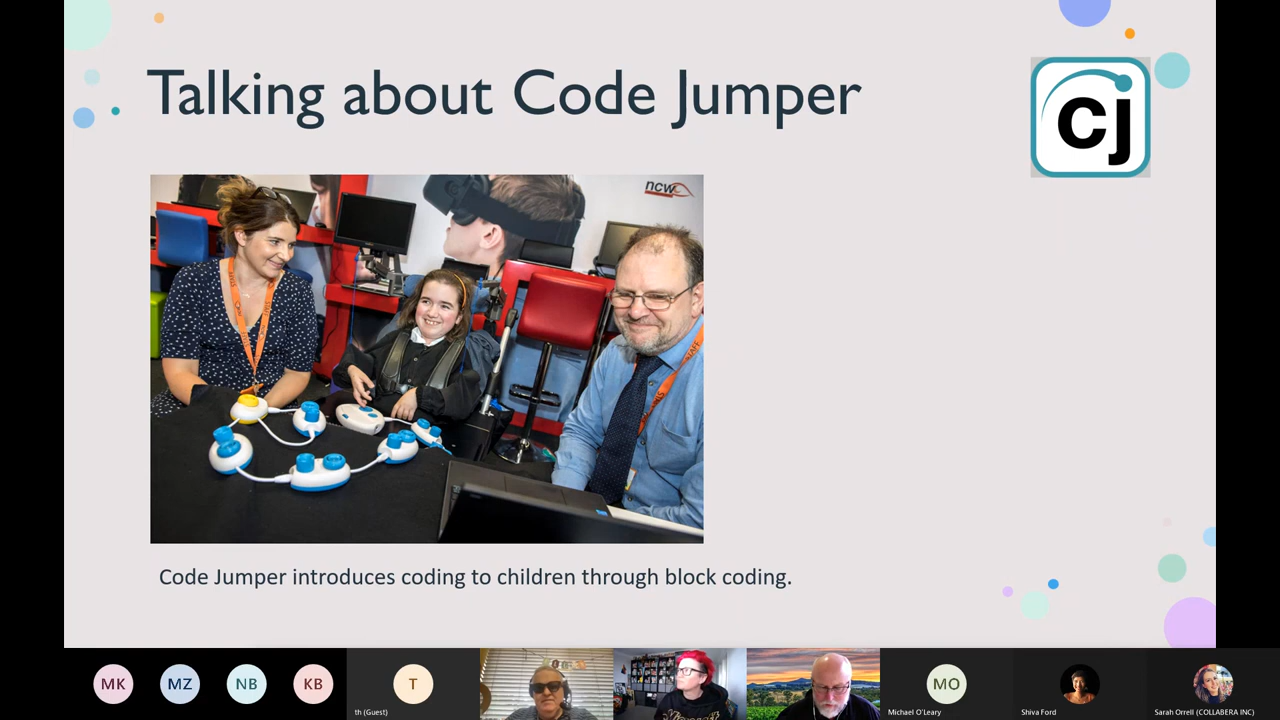 Talking about Code Jumper
cj
ncw
Code Jumper introduces coding to children through block coding.
MK
MZ
NB
KB
T
th (Guest)
MO
Michael O'Leary
Shiva Ford
Sarah Orrell (COLLABERA INC)